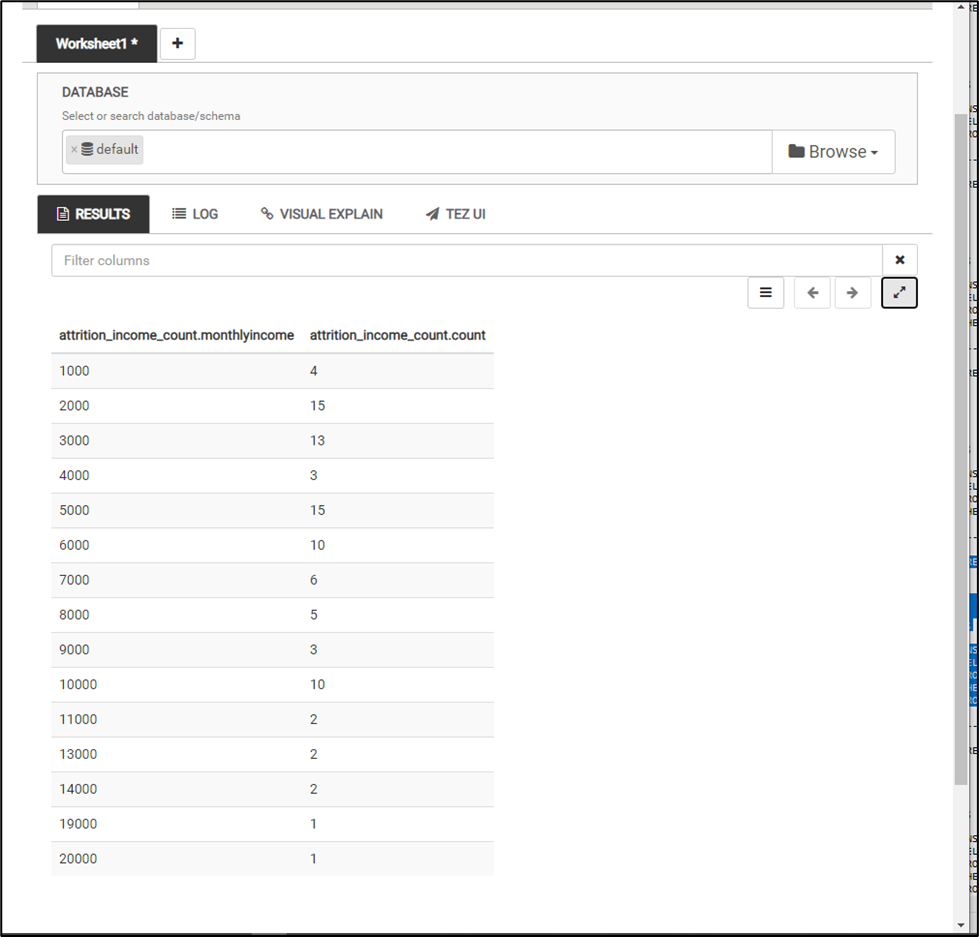 Worksheet1 *
+
DATABASE
Select or search database/schema
× default
Browse
RESULTS LOG VISUAL EXPLAIN TEZ UI
Filter columns
attrition_income_count.monthlyincome attrition_income_count.count
1000 4
2000 15
3000 13
4000 3
5000 15
6000 10
7000 6
8000 5
9000 3
10000 10
11000 2
13000 2
14000 2
19000 1
20000 1